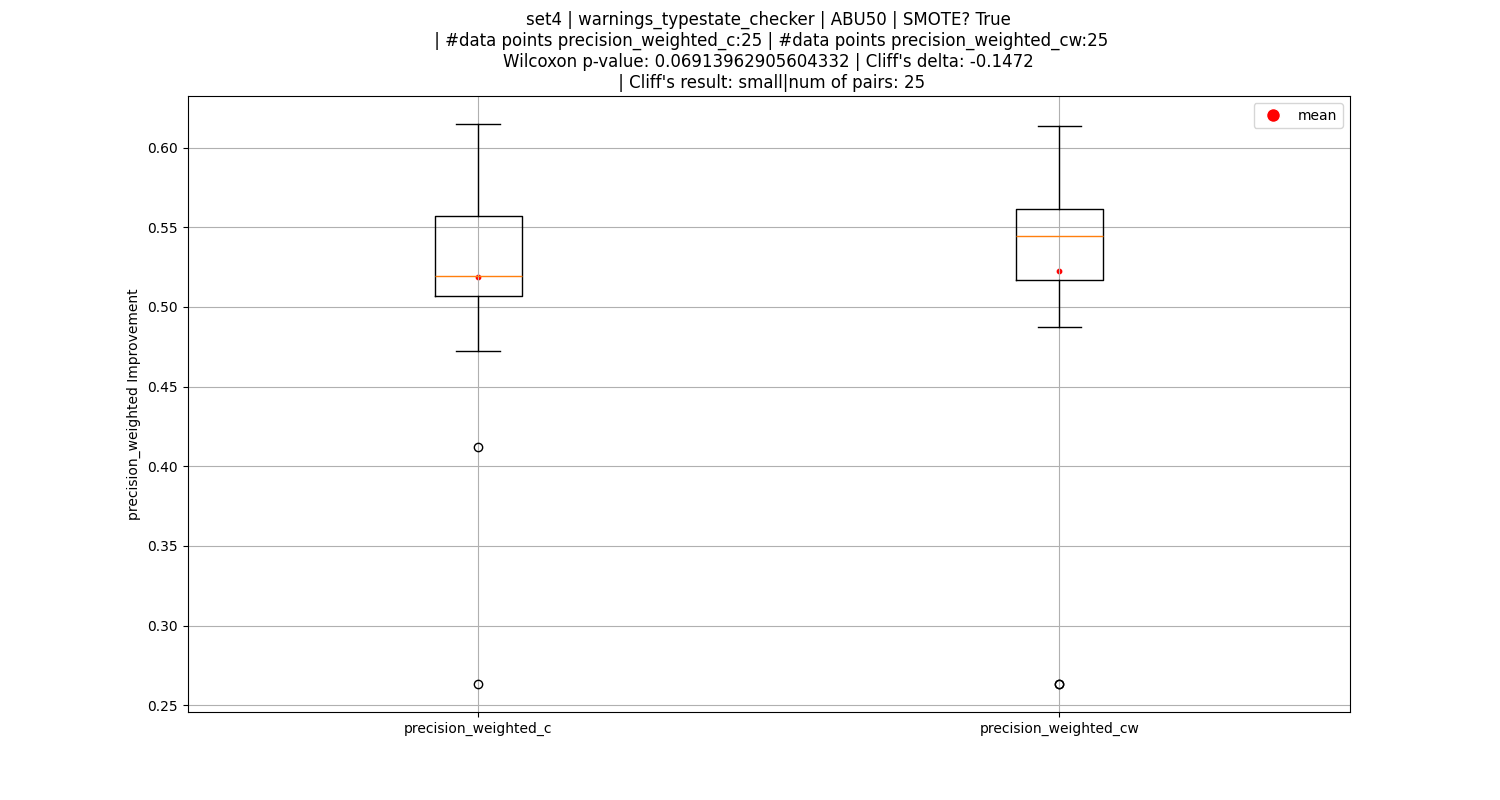 set4 | warnings_typestate_checker | ABU50 | SMOTE? True
| #data points precision_weighted_c:25 | #data points precision_weighted_cw:25
Wilcoxon p-value: 0.06913962905604332 | Cliff's delta: -0.1472
| Cliff's result: small|num of pairs: 25
mean
0.60
0.55
0.50
0.45
0.40
0.35
0.30
0.25
precision_weighted Improvement
precision_weighted_c
precision_weighted_cw